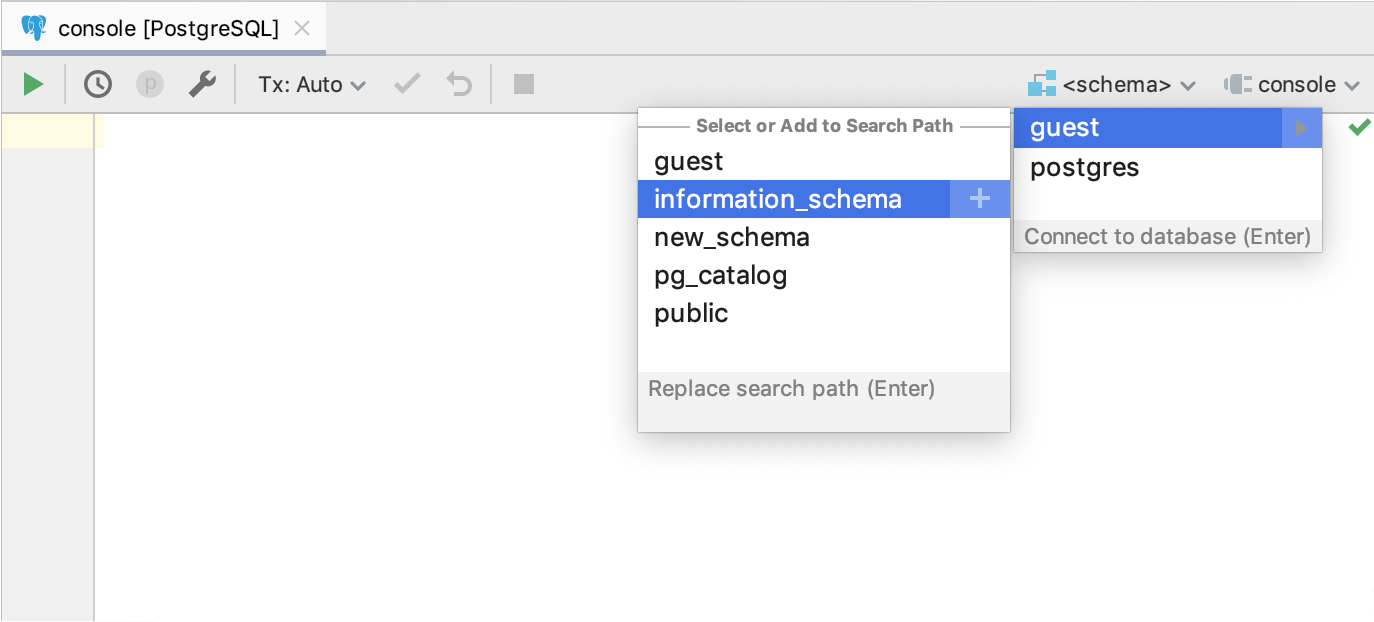 console [PostgreSQL]
p
Tx: Auto
<schema>
console
Select or Add to Search Path
guest
information_schema
new_schema
pg_catalog
public
Replace search path (Enter)
guest
postgres
Connect to database (Enter)